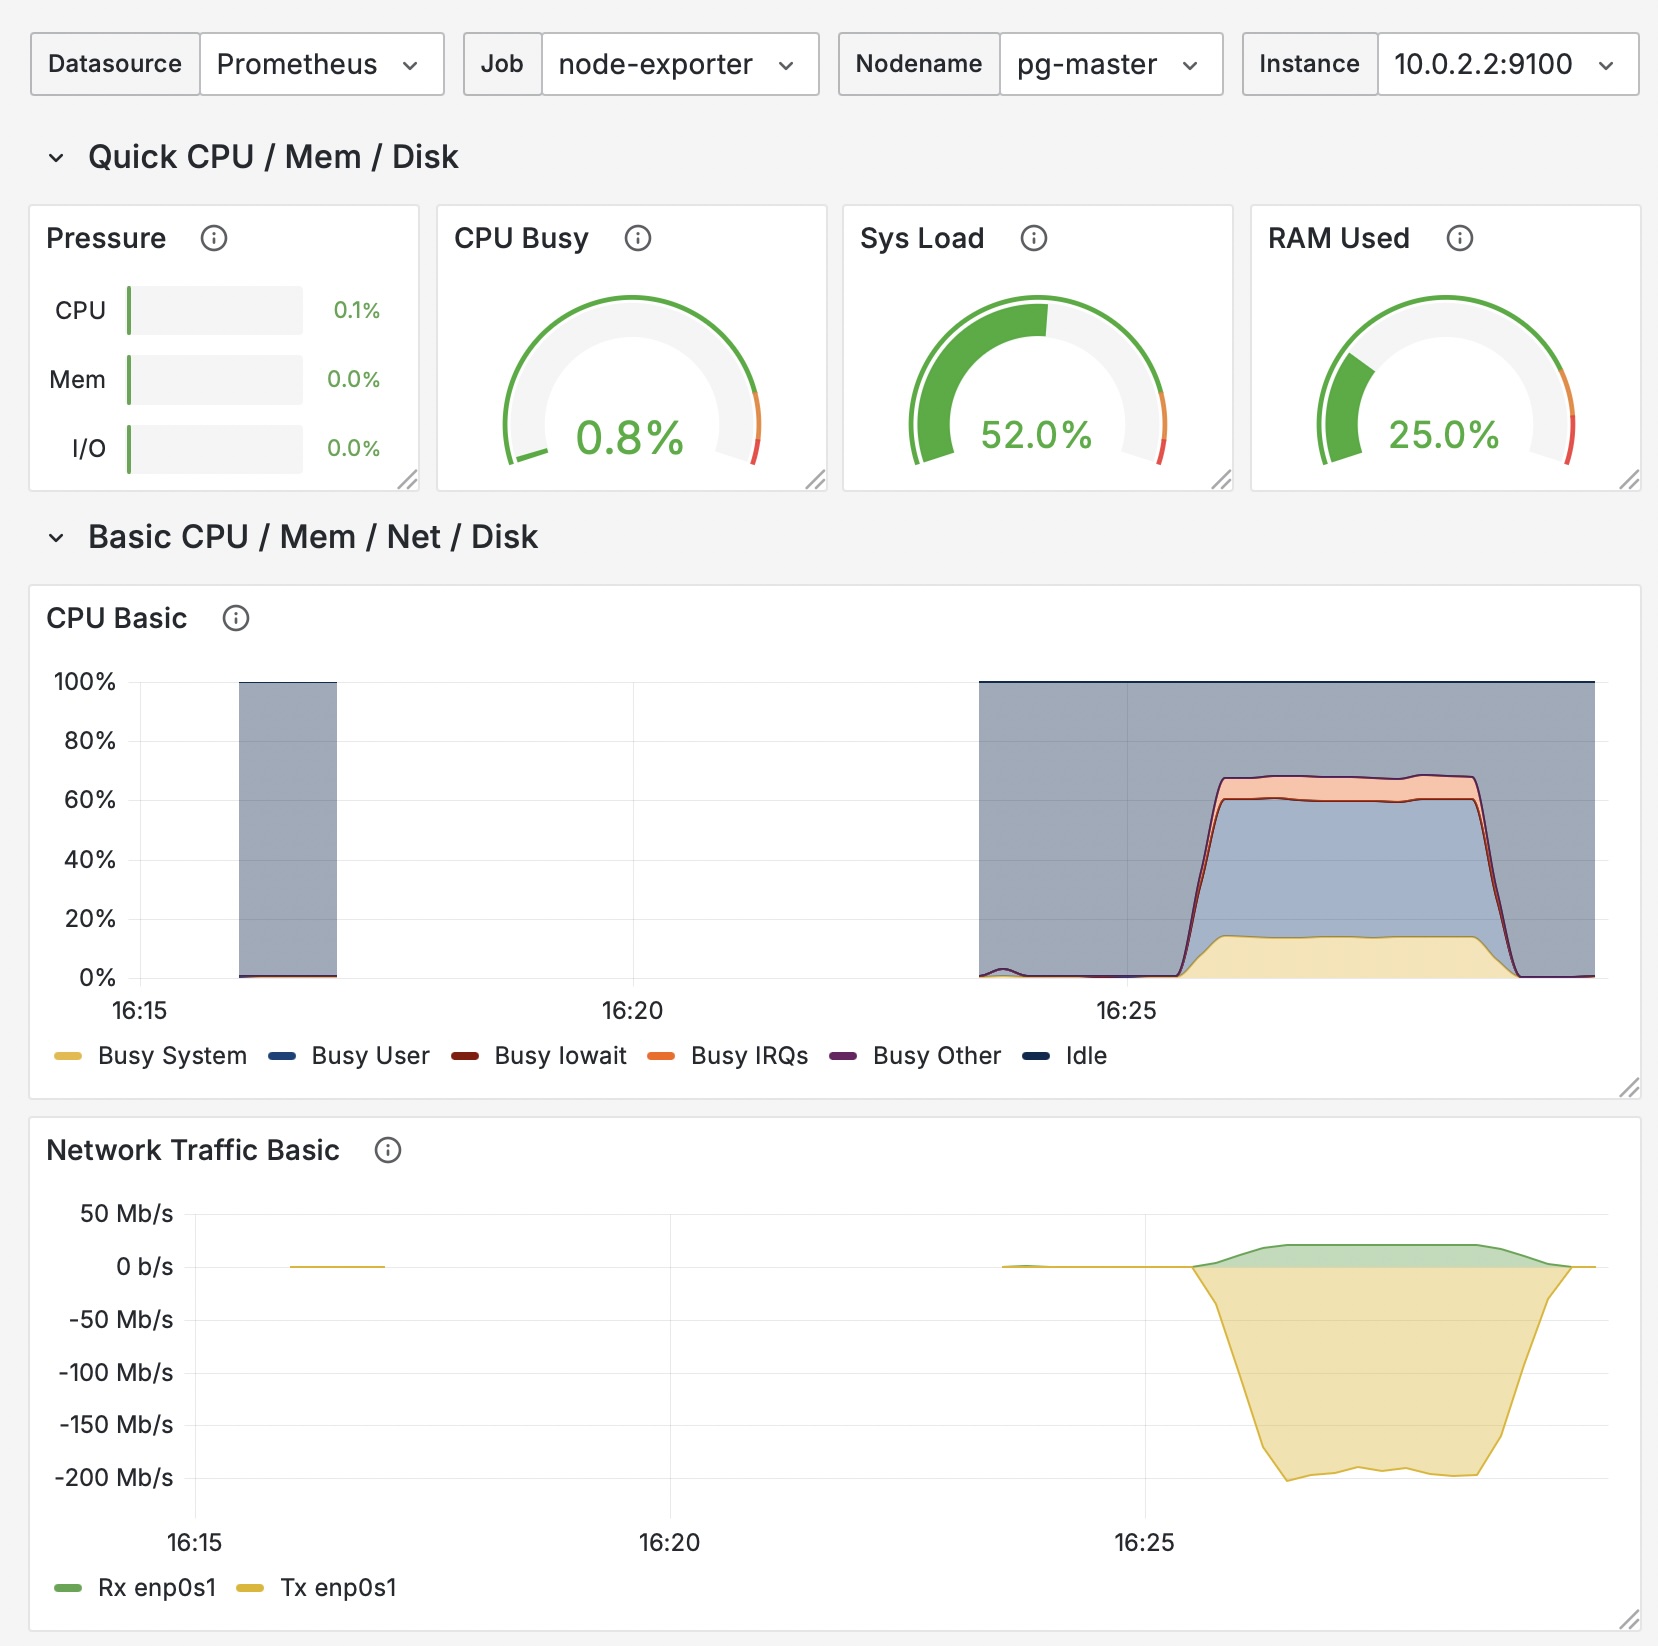 Datasource Prometheus Job node-exporter Nodename pg-master Instance 10.0.2.2:9100
Quick CPU / Mem / Disk
Pressure
CPU 0.1%
Mem 0.0%
I/O 0.0%
CPU Busy
0.8%
Sys Load
52.0%
RAM Used
25.0%
Basic CPU / Mem / Net / Disk
CPU Basic
100%
80%
60%
40%
20%
0%
16:15 16:20 16:25
Busy System Busy User Busy Iowait Busy IRQs Busy Other Idle
Network Traffic Basic
50 Mb/s
0 b/s
-50 Mb/s
-100 Mb/s
-150 Mb/s
-200 Mb/s
16:15 16:20 16:25
Rx enp0s1 Tx enp0s1